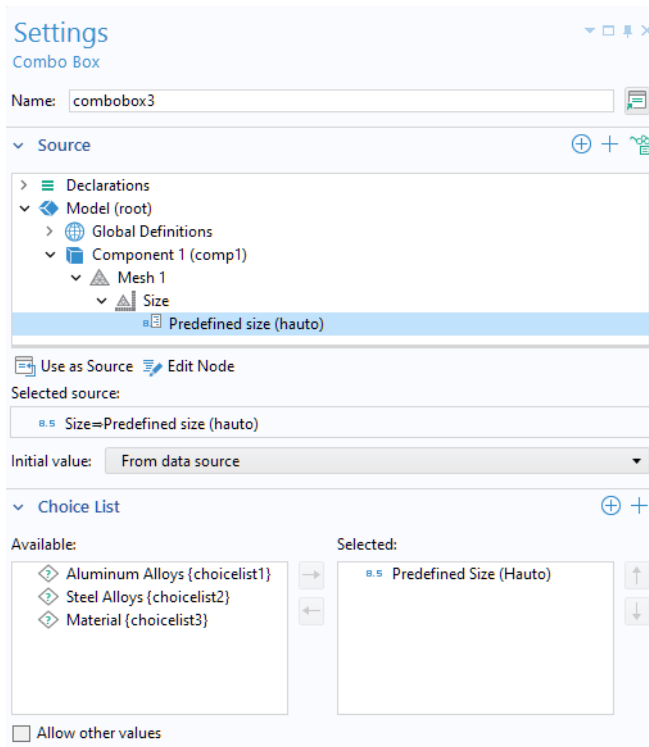 Settings
Combo Box
Name: combobox3
Source
Declarations
Model (root)
Global Definitions
Component 1 (comp1)
Mesh 1
Size
Predefined size (hauto)
Use as Source Edit Node
Selected source:
8.5 Size⇒Predefined size (hauto)
Initial value: From data source
Choice List
Available: Selected:
Aluminum Alloys {choicelist1} 8.5 Predefined Size (Hauto)
Steel Alloys {choicelist2}
Material {choicelist3}
Allow other values